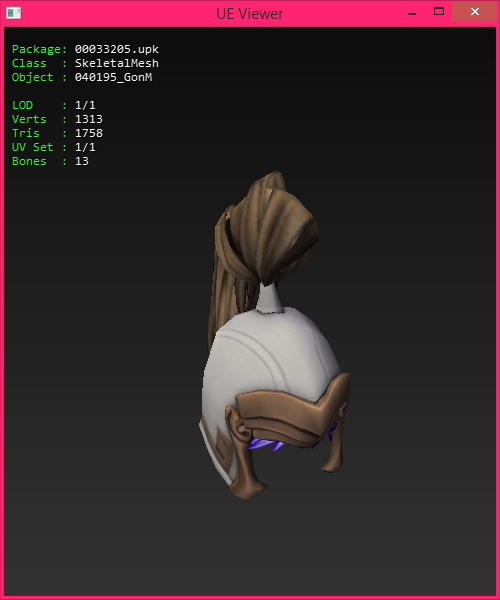 UE Viewer
Package: 00033205.upk
Class : SkeletalMesh
Object : 040195_GonM
LOD : 1/1
Verts : 1313
Tris : 1758
UV Set : 1/1
Bones : 13